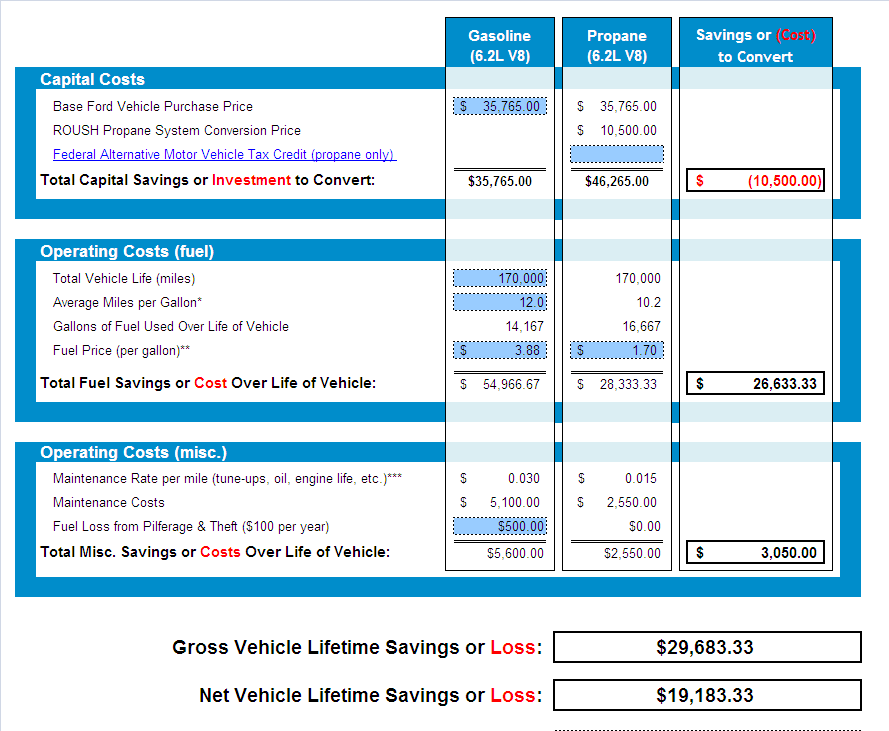 Gasoline (6.2L V8) Propane (6.2L V8) Savings or (Cost) to Convert
Capital Costs
Base Ford Vehicle Purchase Price $ 35,765.00 $ 35,765.00
ROUSH Propane System Conversion Price $ 10,500.00
Federal Alternative Motor Vehicle Tax Credit (propane only)
Total Capital Savings or Investment to Convert: $35,765.00 $46,265.00 $ (10,500.00)
Operating Costs (fuel)
Total Vehicle Life (miles) 170,000 170,000
Average Miles per Gallon* 12.0 10.2
Gallons of Fuel Used Over Life of Vehicle 14,167 16,667
Fuel Price (per gallon)** $ 3.88 $ 1.70
Total Fuel Savings or Cost Over Life of Vehicle: $ 54,966.67 $ 28,333.33 $ 26,633.33
Operating Costs (misc.)
Maintenance Rate per mile (tune-ups, oil, engine life, etc.)*** $ 0.030 $ 0.015
Maintenance Costs $ 5,100.00 $ 2,550.00
Fuel Loss from Pilferage & Theft ($100 per year) $500.00 $0.00
Total Misc. Savings or Costs Over Life of Vehicle: $5,600.00 $2,550.00 $ 3,050.00
Gross Vehicle Lifetime Savings or Loss: $29,683.33
Net Vehicle Lifetime Savings or Loss: $19,183.33